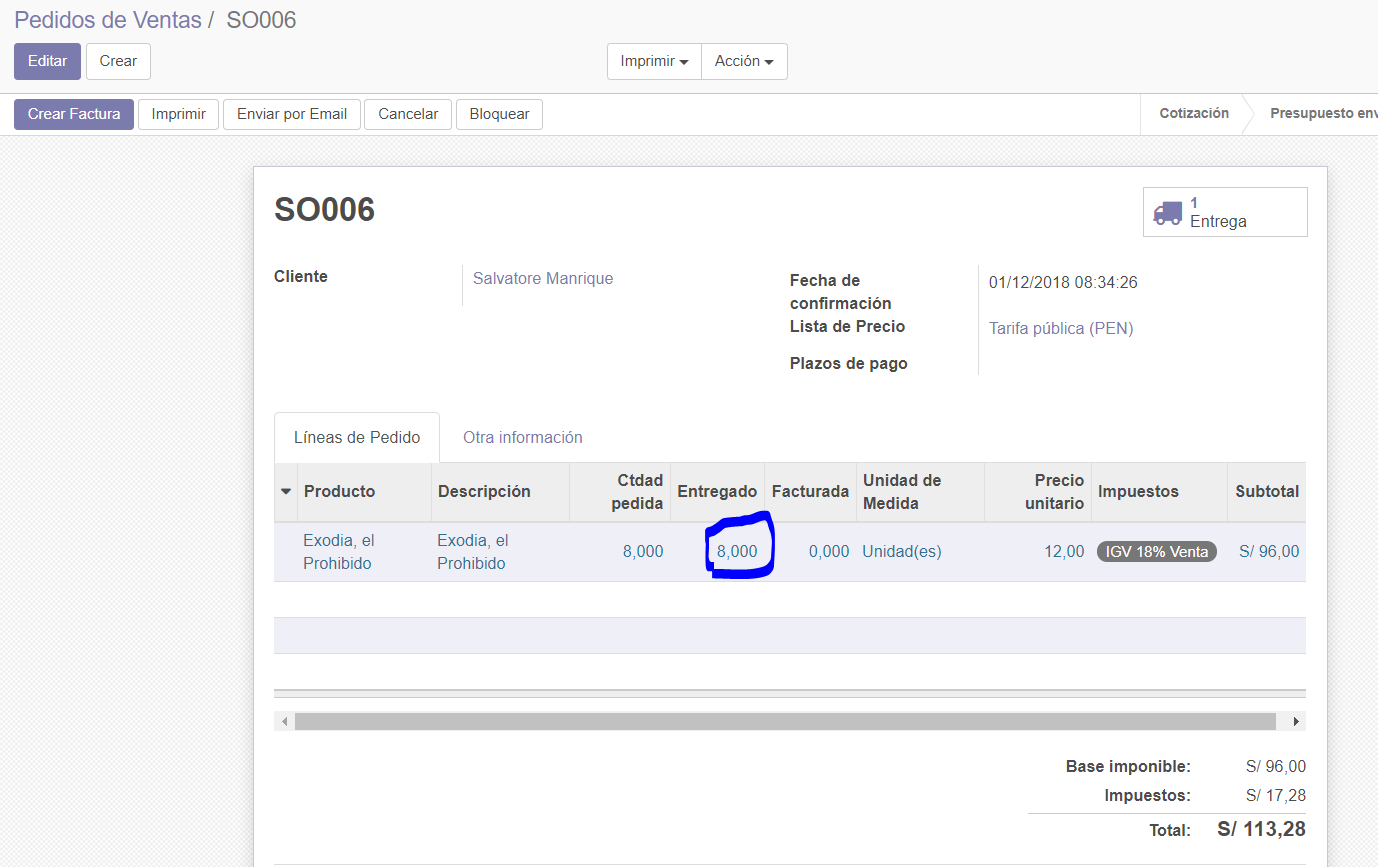 Pedidos de Ventas / SO006
Editar Crear Imprimir Acción
Crear Factura Imprimir Enviar por Email Cancelar Bloquear Cotización Presupuesto env
SO006
1
Entrega
Cliente Salvatore Manrique
Fecha de confirmación 01/12/2018 08:34:26
Lista de Precio Tarifa pública (PEN)
Plazos de pago
Líneas de Pedido Otra información
Producto Descripción Ctdad pedida Entregado Facturada Unidad de Medida Precio unitario Impuestos Subtotal
Exodia, el Prohibido Exodia, el Prohibido 8,000 8,000 0,000 Unidad(es) 12,00 IGV 18% Venta S/ 96,00
Base imponible: S/ 96,00
Impuestos: S/ 17,28
Total: S/ 113,28